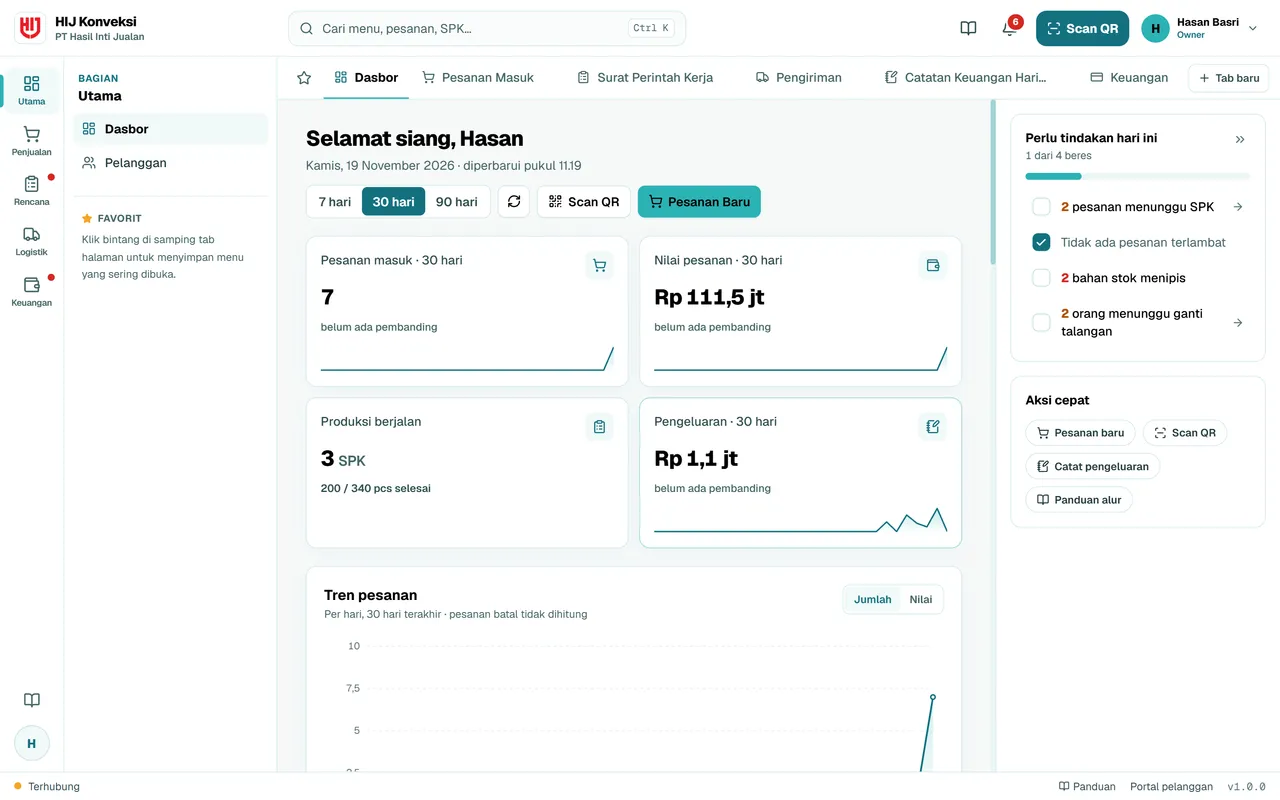 HIJ
HIJ Konveksi
PT Hasil Inti Jualan
Cari menu, pesanan, SPK...
Ctrl K
6
Scan QR
H
Hasan Basri
Owner
Utama
Penjualan
Rencana
Logistik
Keuangan
H
BAGIAN
Utama
Dasbor
Pelanggan
FAVORIT
Klik bintang di samping tab
halaman untuk menyimpan menu
yang sering dibuka.
Dasbor
Pesanan Masuk
Surat Perintah Kerja
Pengiriman
Catatan Keuangan Hari...
Keuangan
+ Tab baru
Selamat siang, Hasan
Kamis, 19 November 2026 · diperbarui pukul 11.19
7 hari
30 hari
90 hari
Scan QR
Pesanan Baru
Pesanan masuk · 30 hari
7
belum ada pembanding
Nilai pesanan · 30 hari
Rp 111,5 jt
belum ada pembanding
Produksi berjalan
3 SPK
200 / 340 pcs selesai
Pengeluaran · 30 hari
Rp 1,1 jt
belum ada pembanding
Tren pesanan
Per hari, 30 hari terakhir · pesanan batal tidak dihitung
Jumlah
Nilai
10
7,5
5
2,5
Perlu tindakan hari ini
1 dari 4 beres
2 pesanan menunggu SPK
Tidak ada pesanan terlambat
2 bahan stok menipis
2 orang menunggu ganti
talangan
Aksi cepat
Pesanan baru
Scan QR
Catat pengeluaran
Panduan alur
Terhubung
Panduan
Portal pelanggan
v1.0.0